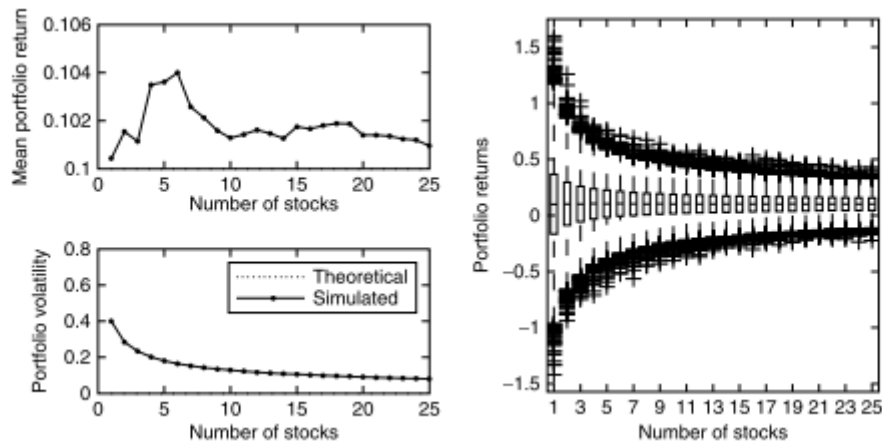 Mean portfolio return
0.106
0.104
0.102
0.1
0 5 10 15 20 25
Number of stocks
Portfolio volatility
0.8
0.6
0.4
0.2
0
Theoretical
Simulated
0 5 10 15 20 25
Number of stocks
Portfolio returns
1.5
1
0.5
0
−0.5
−1
−1.5
1 3 5 7 9 11 13 15 17 19 21 23 25
Number of stocks